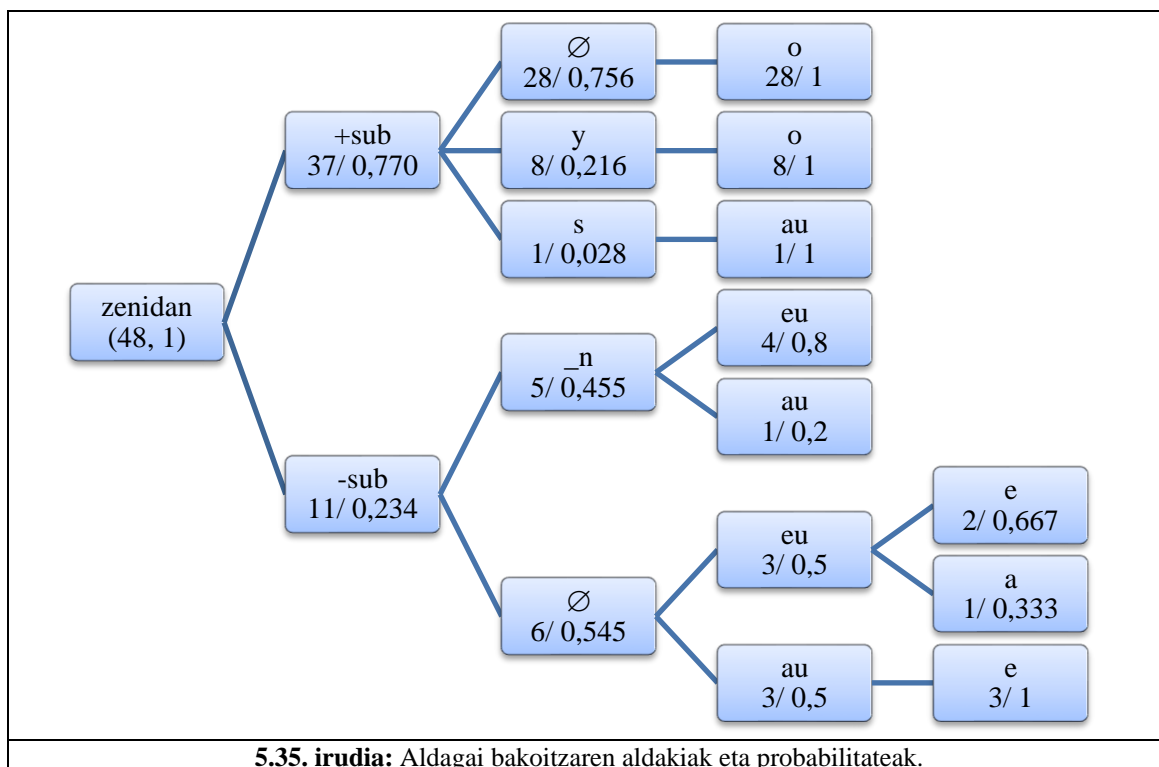 ∅
28/ 0,756
o
28/ 1
+sub
37/ 0,770
y
8/ 0,216
o
8/ 1
s
1/ 0,028
au
1/ 1
zenidan
(48, 1)
eu
4/ 0,8
_n
5/ 0,455
au
1/ 0,2
-sub
11/ 0,234
e
2/ 0,667
eu
3/ 0,5
a
1/ 0,333
∅
6/ 0,545
au
3/ 0,5
e
3/ 1
5.35. irudia: Aldagai bakoitzaren aldakiak eta probabilitateak.